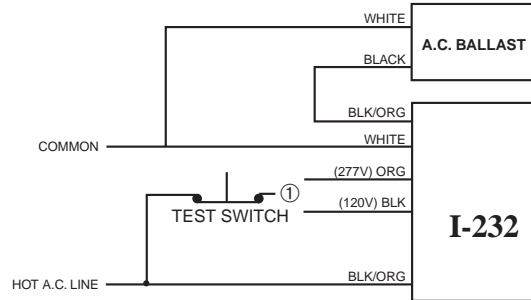 WHITE
A.C. BALLAST
BLACK
BLK/ORG
COMMON
WHITE
(277V) ORG
①
TEST SWITCH
(120V) BLK
I-232
HOT A.C. LINE
BLK/ORG